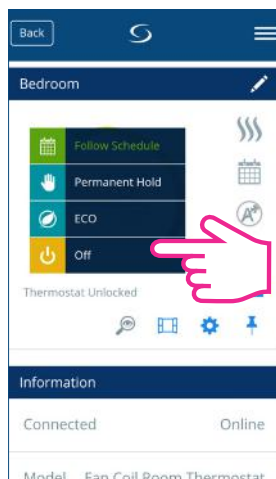 Back
Bedroom
Follow Schedule
Permanent Hold
ECO
Off
Thermostat Unlocked
Information
Connected Online
Model Fan Coil Room Thermostat